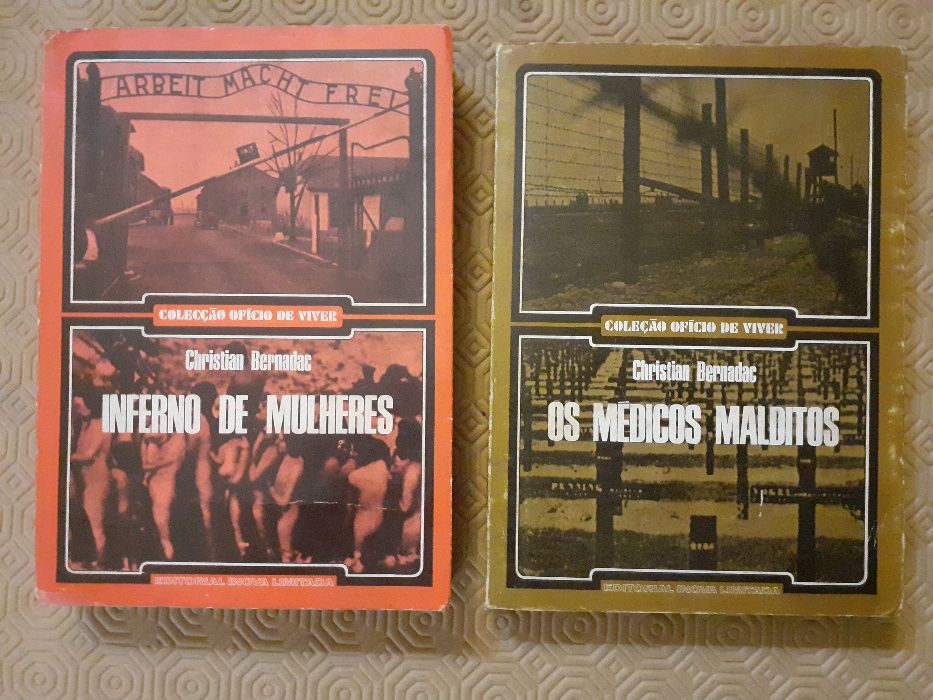 ARBEIT MACHT FREI
COLECÇÃO OFÍCIO DE VIVER
Christian Bernadac
INFERNO DE MULHERES
EDITORIAL INOVA LIMITADA
COLEÇÃO OFÍCIO DE VIVER
Christian Bernadac
OS MÉDICOS MALDITOS
PENNING
EDITORIAL INOVA LIMITADA